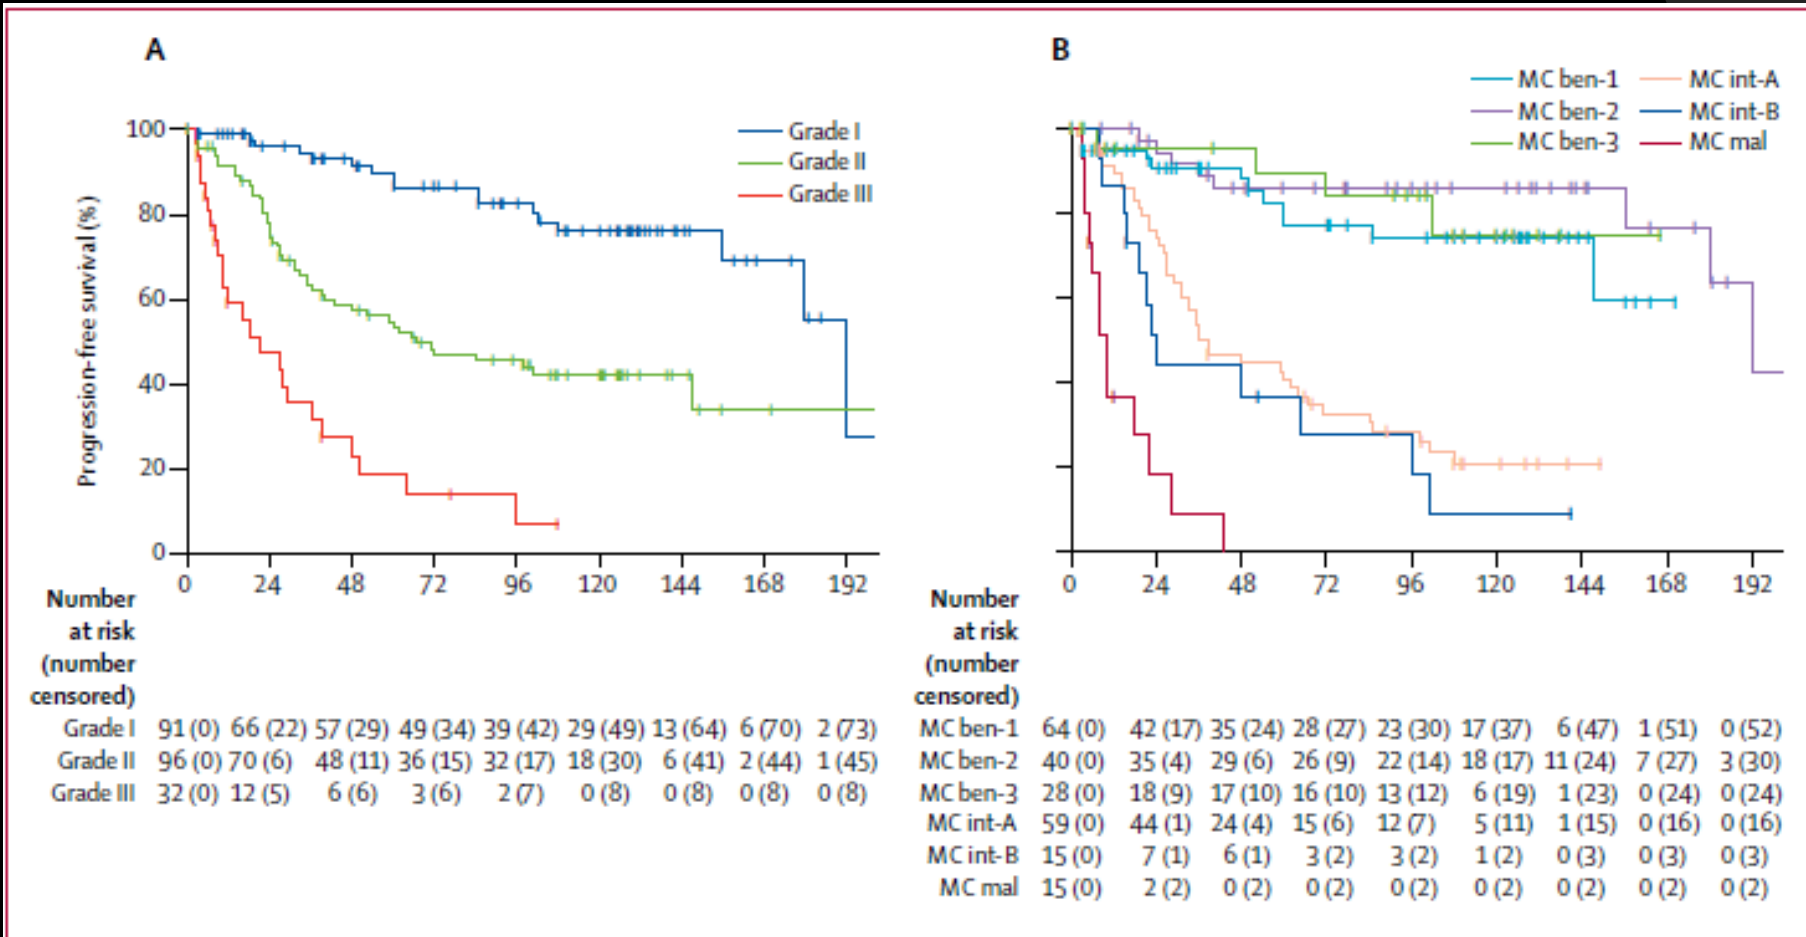 A
Grade I
Grade II
Grade III
Progression-free survival (%)
100
80
60
40
20
0
0 24 48 72 96 120 144 168 192
Number
at risk
(number
censored)
Grade I 91 (0) 66 (22) 57 (29) 49 (34) 39 (42) 29 (49) 13 (64) 6 (70) 2 (73)
Grade II 96 (0) 70 (6) 48 (11) 36 (15) 32 (17) 18 (30) 6 (41) 2 (44) 1 (45)
Grade III 32 (0) 12 (5) 6 (6) 3 (6) 2 (7) 0 (8) 0 (8) 0 (8) 0 (8)
B
MC ben-1 MC int-A
MC ben-2 MC int-B
MC ben-3 MC mal
0 24 48 72 96 120 144 168 192
Number
at risk
(number
censored)
MC ben-1 64 (0) 42 (17) 35 (24) 28 (27) 23 (30) 17 (37) 6 (47) 1 (51) 0 (52)
MC ben-2 40 (0) 35 (4) 29 (6) 26 (9) 22 (14) 18 (17) 11 (24) 7 (27) 3 (30)
MC ben-3 28 (0) 18 (9) 17 (10) 16 (10) 13 (12) 6 (19) 1 (23) 0 (24) 0 (24)
MC int-A 59 (0) 44 (1) 24 (4) 15 (6) 12 (7) 5 (11) 1 (15) 0 (16) 0 (16)
MC int-B 15 (0) 7 (1) 6 (1) 3 (2) 3 (2) 1 (2) 0 (3) 0 (3) 0 (3)
MC mal 15 (0) 2 (2) 0 (2) 0 (2) 0 (2) 0 (2) 0 (2) 0 (2) 0 (2)